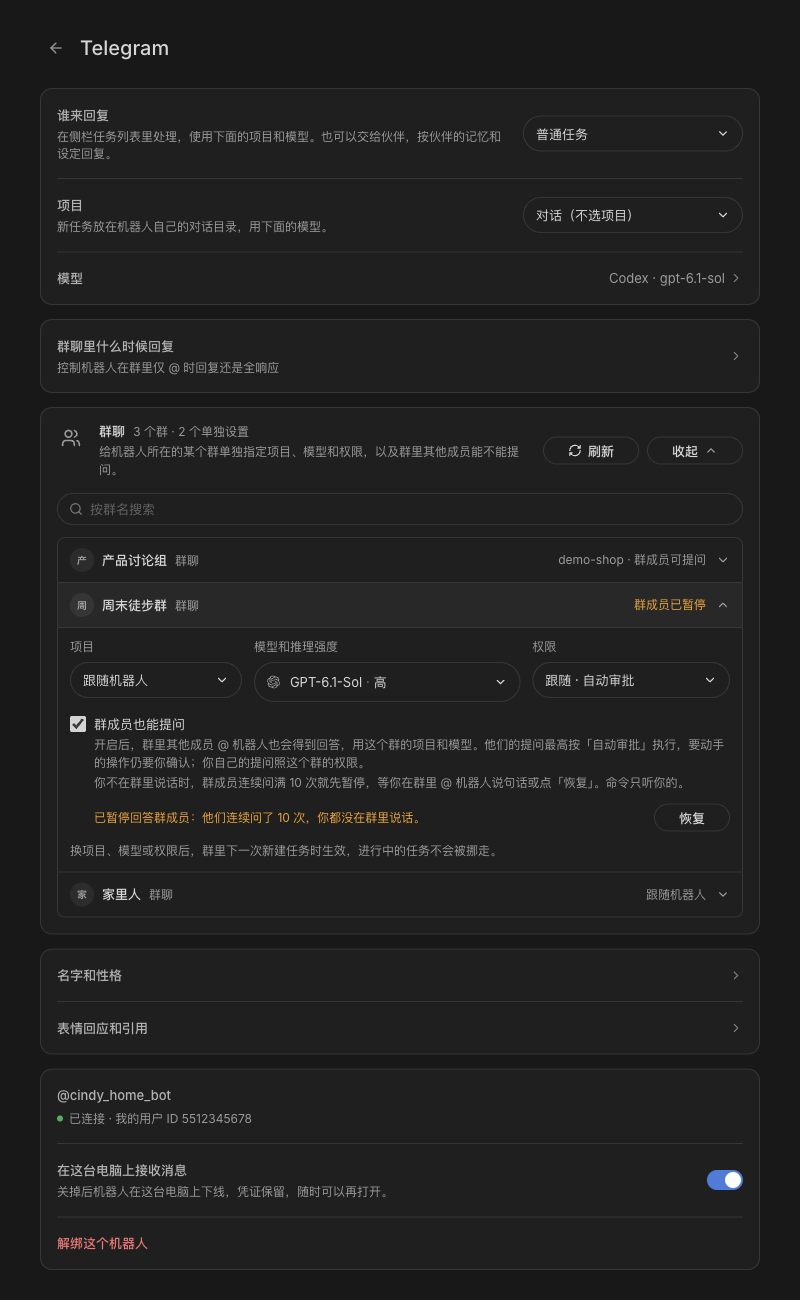 Telegram
谁来回复
在侧栏任务列表里处理，使用下面的项目和模型。也可以交给伙伴，按伙伴的记忆和
设定回复。
普通任务
项目
新任务放在机器人自己的对话目录，用下面的模型。
对话（不选项目）
模型
Codex · gpt-6.1-sol
群聊里什么时候回复
控制机器人在群里仅 @ 时回复还是全响应
群聊 3 个群 · 2 个单独设置
给机器人所在的某个群单独指定项目、模型和权限，以及群里其他成员能不能提
问。
刷新
收起
按群名搜索
产 产品讨论组 群聊
demo-shop · 群成员可提问
周 周末徒步群 群聊
群成员已暂停
项目
模型和推理强度
权限
跟随机器人
GPT-6.1-Sol · 高
跟随 · 自动审批
群成员也能提问
开启后，群里其他成员 @ 机器人也会得到回答，用这个群的项目和模型。他们的提问最高按「自动审批」执行，要动手
的操作仍要你确认；你自己的提问照这个群的权限。
你不在群里说话时，群成员连续问满 10 次就先暂停，等你在群里 @ 机器人说句话或点「恢复」。命令只听你的。
已暂停回答群成员：他们连续问了 10 次，你都没在群里说话。
恢复
换项目、模型或权限后，群里下一次新建任务时生效，进行中的任务不会被挪走。
家 家里人 群聊
跟随机器人
名字和性格
表情回应和引用
@cindy_home_bot
已连接 · 我的用户 ID 5512345678
在这台电脑上接收消息
关掉后机器人在这台电脑上下线，凭证保留，随时可以再打开。
解绑这个机器人